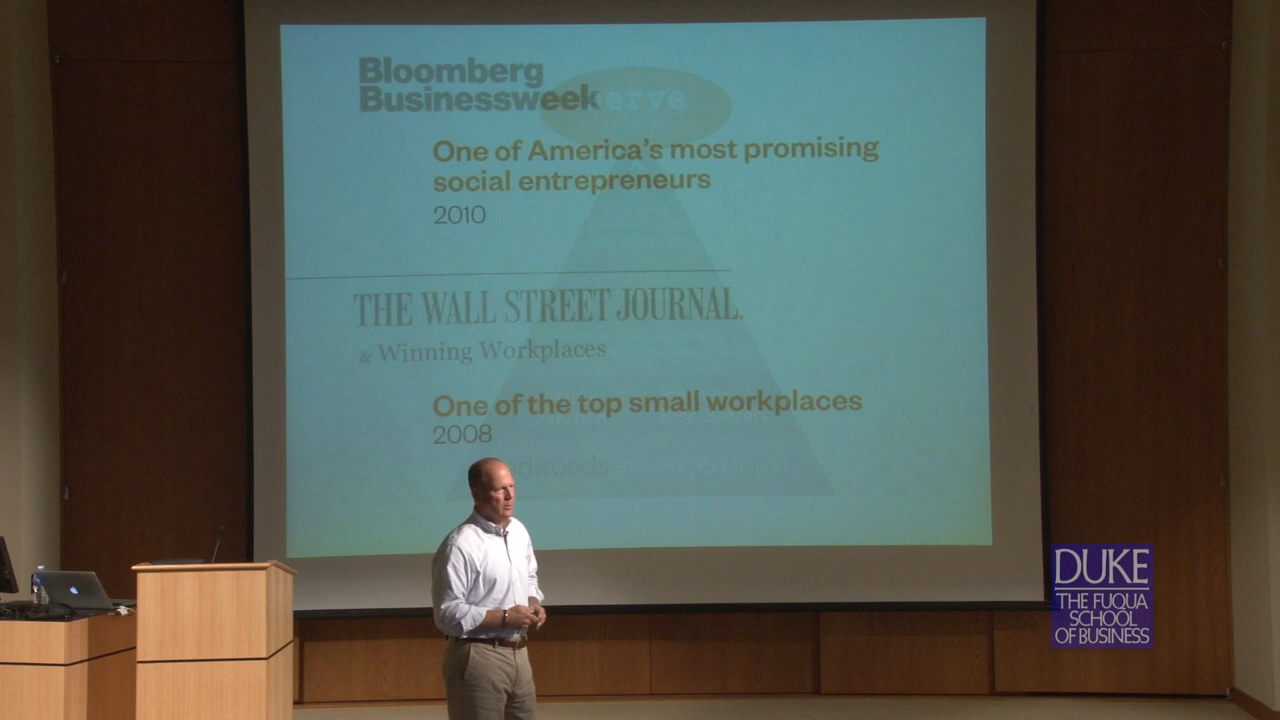 Bloomberg
Businessweek
erve
One of America's most promising
social entrepreneurs
2010
THE WALL STREET JOURNAL.
& Winning Workplaces
One of the top small workplaces
2008
DUKE
THE FUQUA
SCHOOL
OF BUSINESS